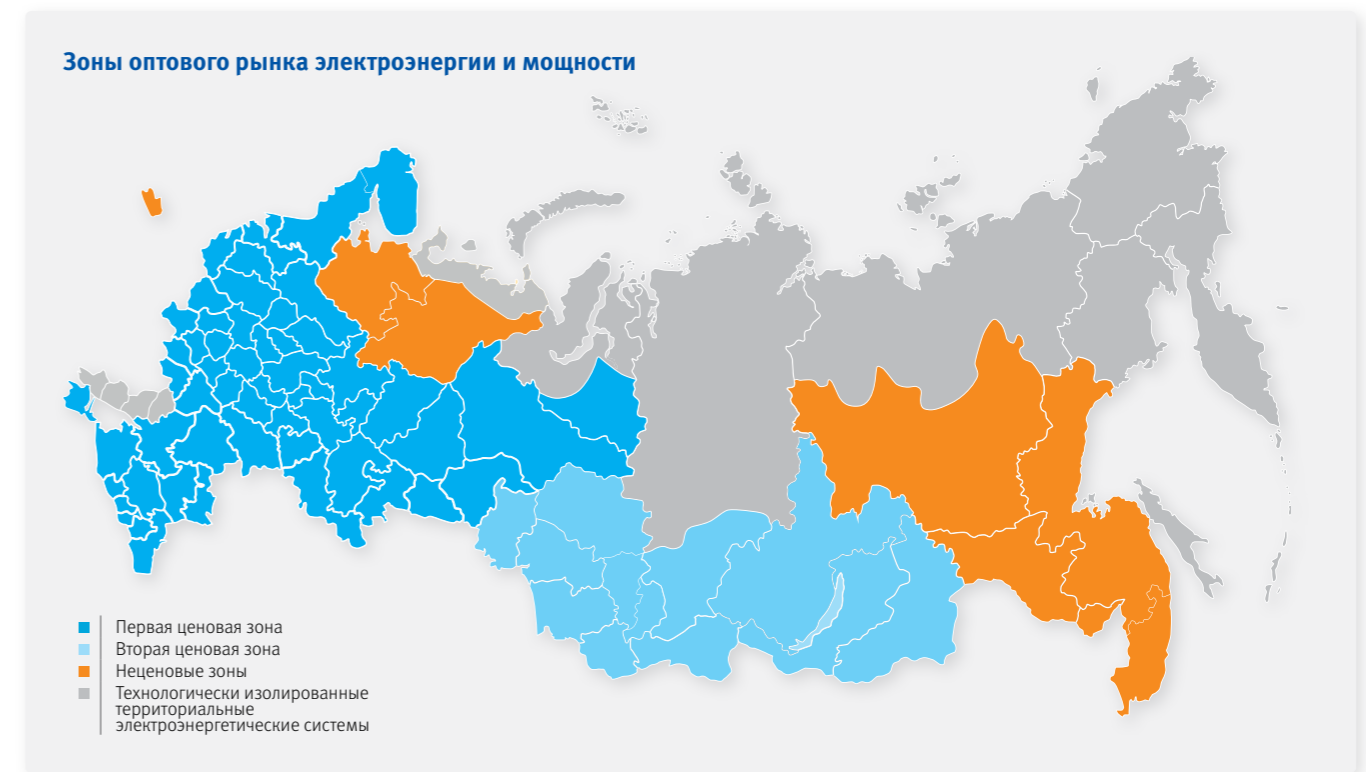 Зоны оптового рынка электроэнергии и мощности
Первая ценовая зона
Вторая ценовая зона
Неценовые зоны
Технологически изолированные
территориальные
электроэнергетические системы